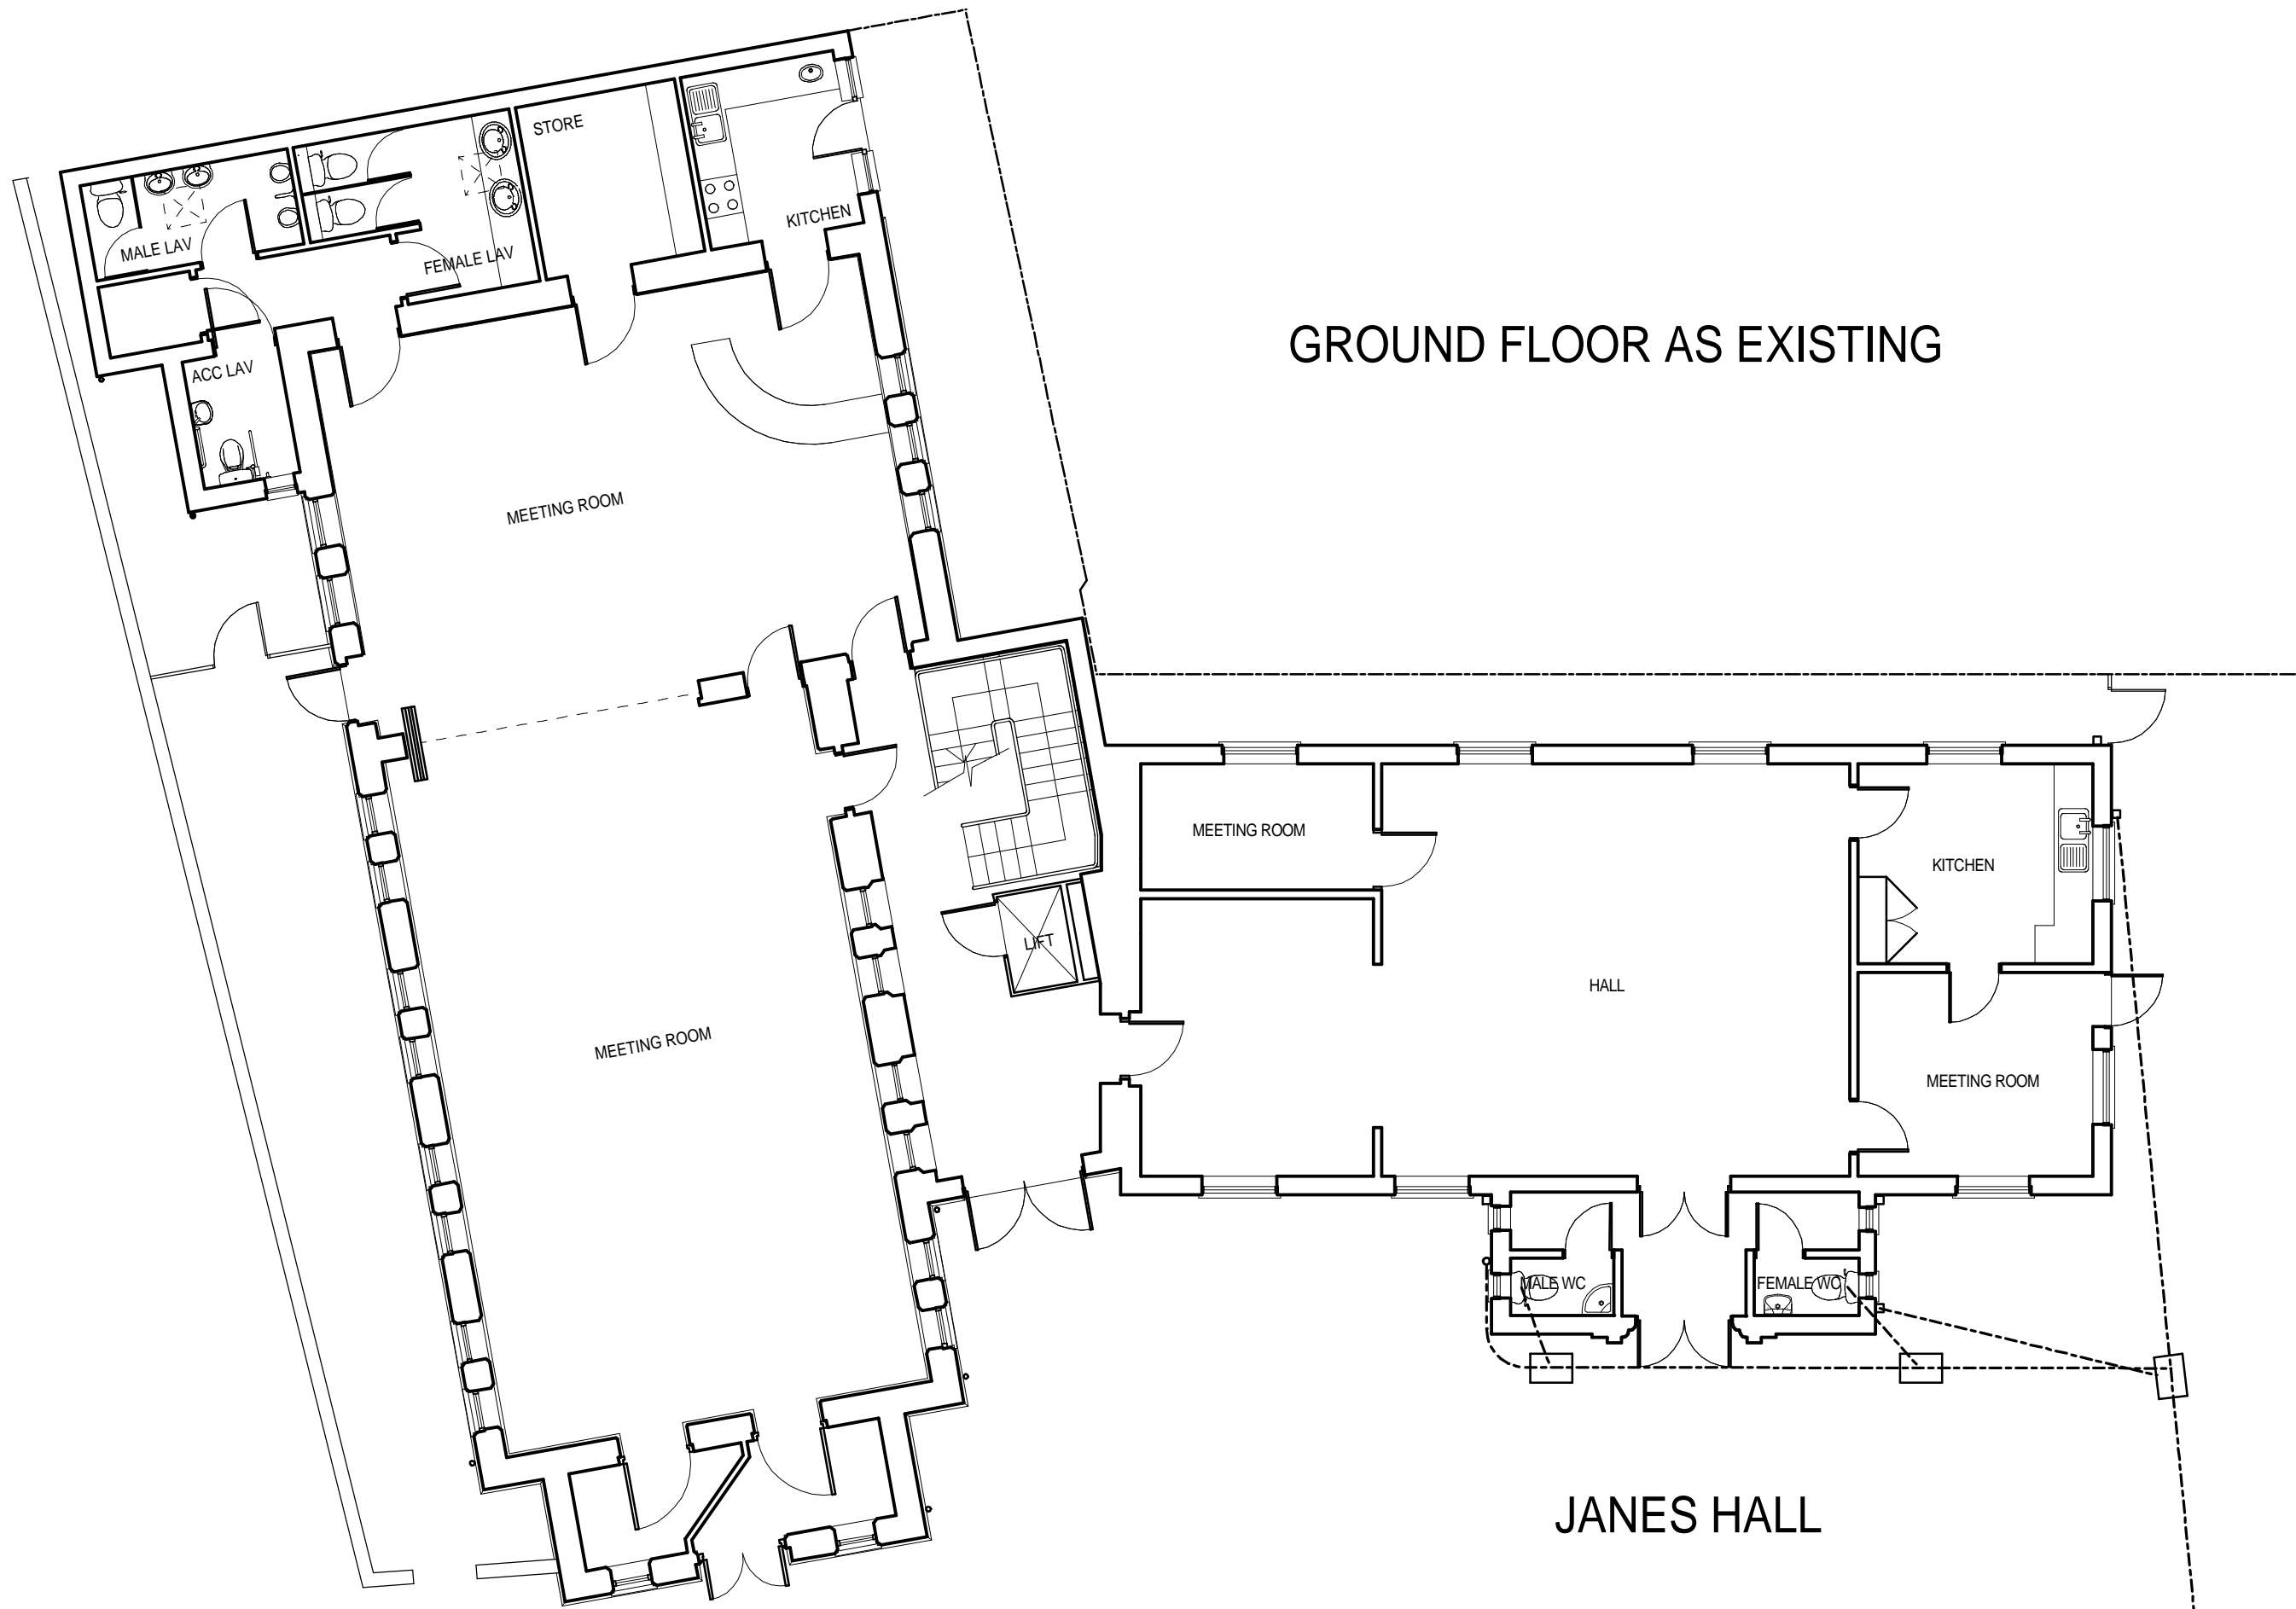 STORE
KITCHEN
MALE LAV
FEMALE LAV
GROUND FLOOR AS EXISTING
ACC LAV
MEETING ROOM
MEETING ROOM
KITCHEN
LIFT
HALL
MEETING ROOM
MEETING ROOM
MALE WC
FEMALE WC
JANES HALL